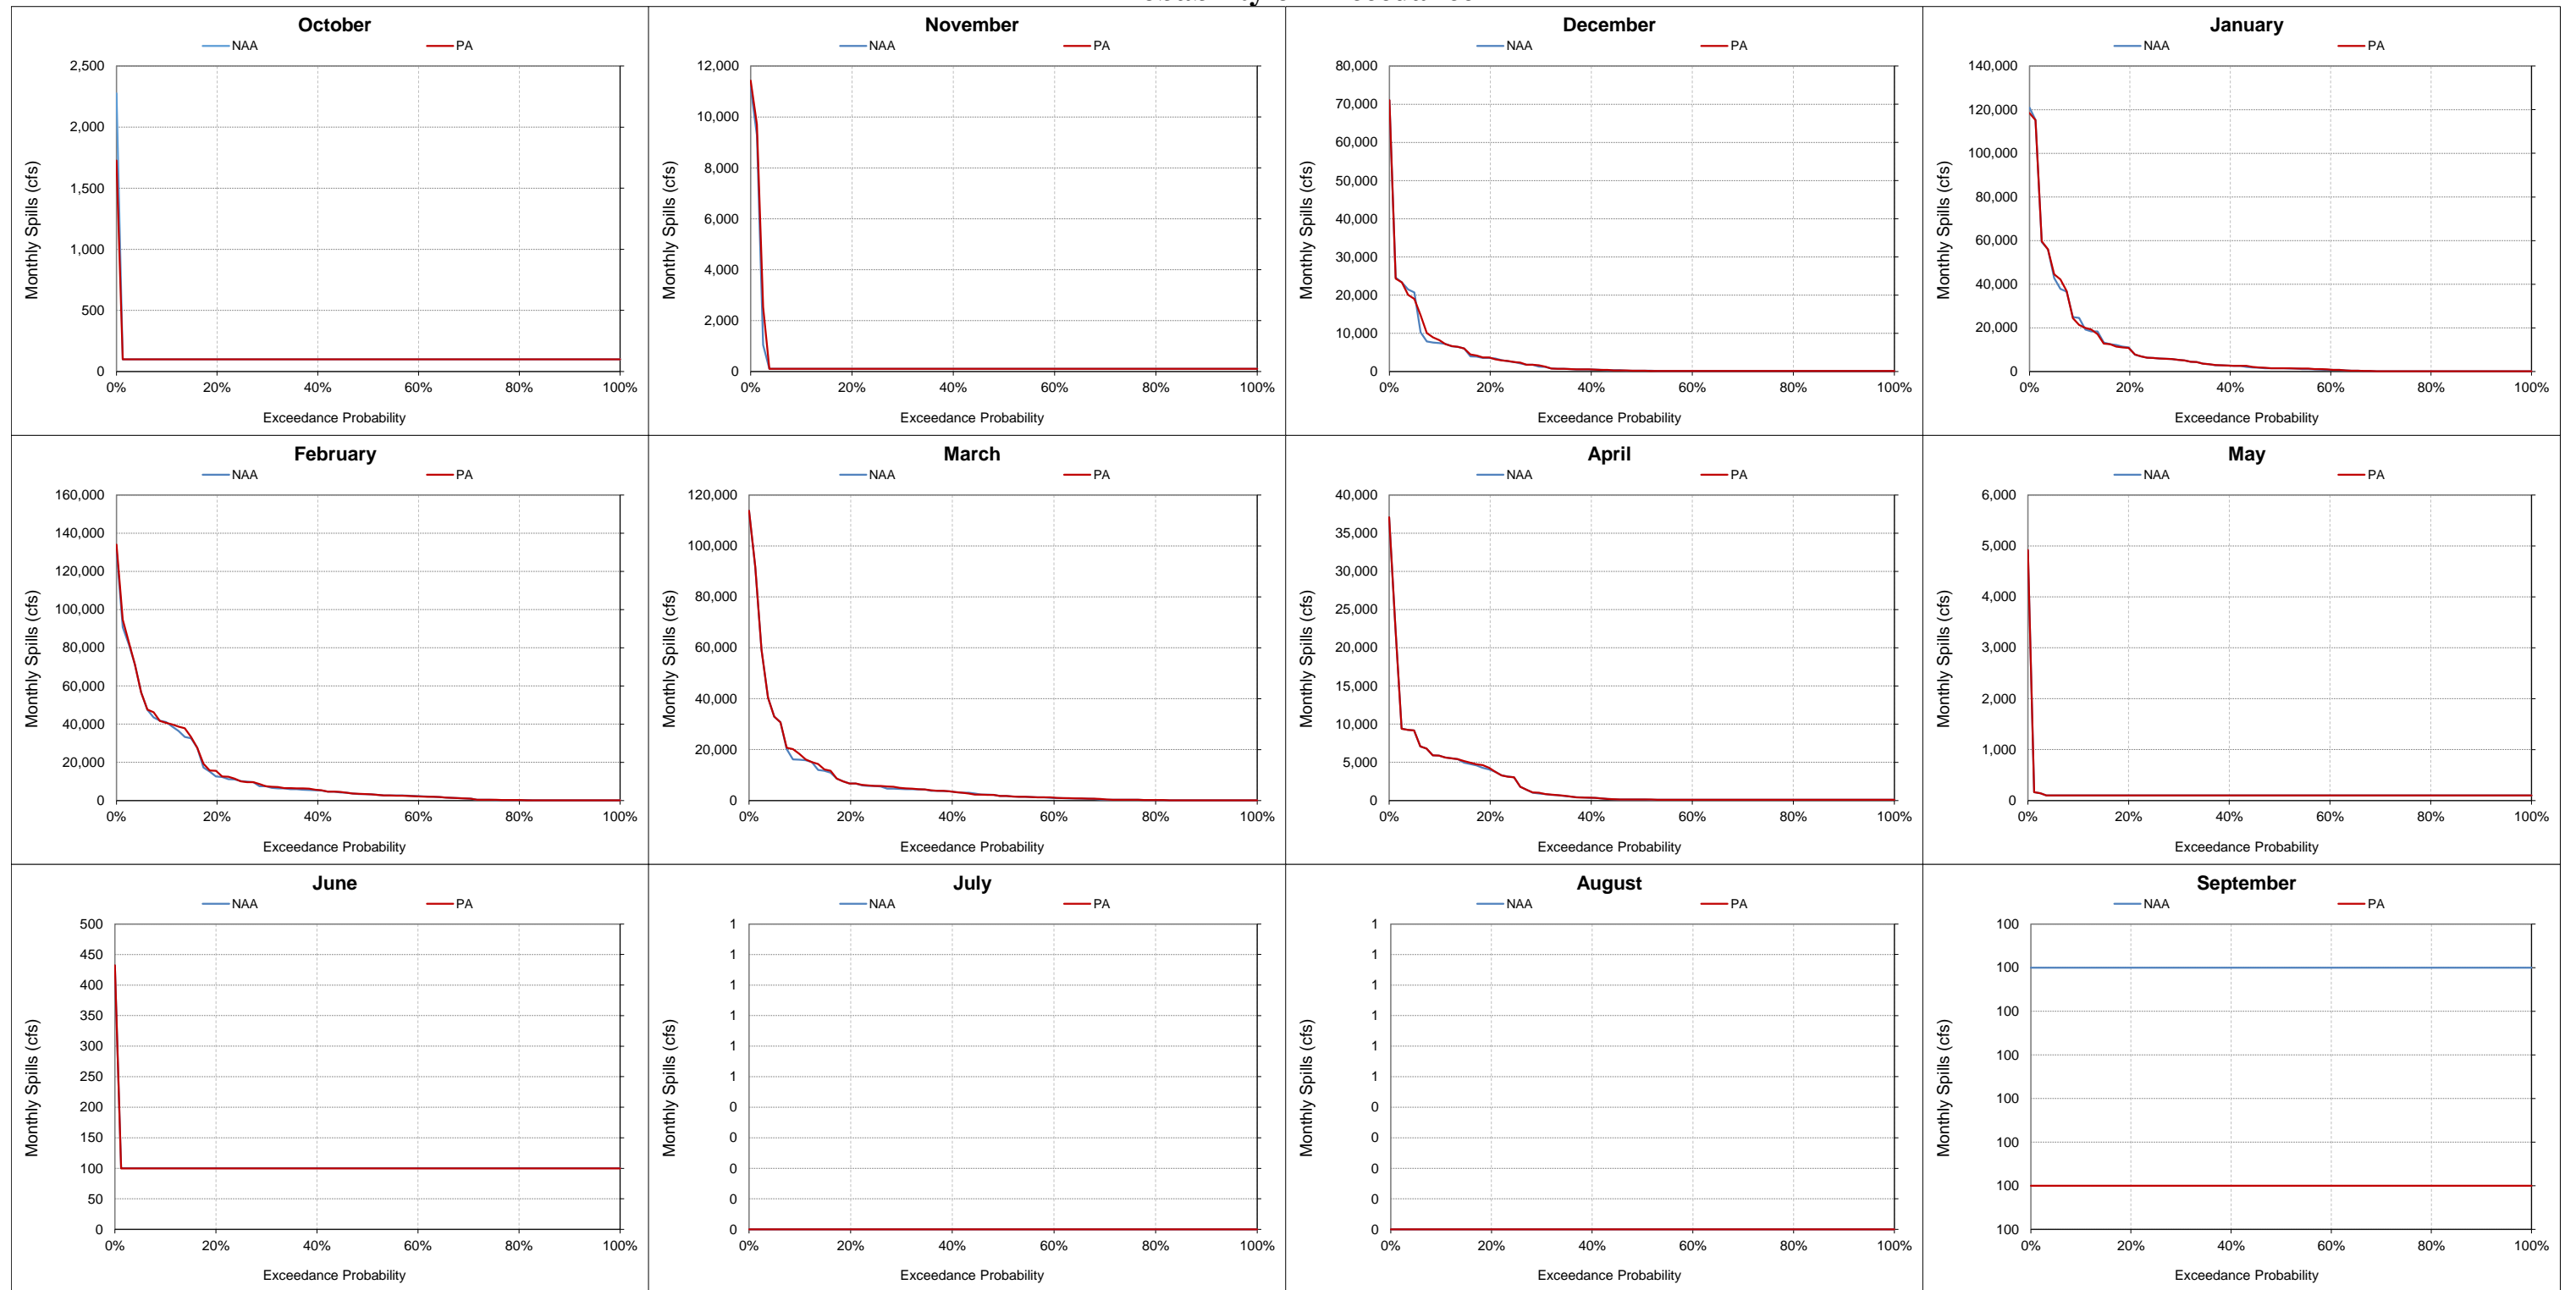 October
NAA PA
2,500
2,000
1,500
1,000
500
0
0% 20% 40% 60% 80% 100%
Monthly Spills (cfs)
Exceedance Probability
November
NAA PA
12,000
10,000
8,000
6,000
4,000
2,000
0
0% 20% 40% 60% 80% 100%
Monthly Spills (cfs)
Exceedance Probability
December
NAA PA
80,000
70,000
60,000
50,000
40,000
30,000
20,000
10,000
0
0% 20% 40% 60% 80% 100%
Monthly Spills (cfs)
Exceedance Probability
January
NAA PA
140,000
120,000
100,000
80,000
60,000
40,000
20,000
0
0% 20% 40% 60% 80% 100%
Monthly Spills (cfs)
Exceedance Probability
February
NAA PA
160,000
140,000
120,000
100,000
80,000
60,000
40,000
20,000
0
0% 20% 40% 60% 80% 100%
Monthly Spills (cfs)
Exceedance Probability
March
NAA PA
120,000
100,000
80,000
60,000
40,000
20,000
0
0% 20% 40% 60% 80% 100%
Monthly Spills (cfs)
Exceedance Probability
April
NAA PA
40,000
35,000
30,000
25,000
20,000
15,000
10,000
5,000
0
0% 20% 40% 60% 80% 100%
Monthly Spills (cfs)
Exceedance Probability
May
NAA PA
6,000
5,000
4,000
3,000
2,000
1,000
0
0% 20% 40% 60% 80% 100%
Monthly Spills (cfs)
Exceedance Probability
June
NAA PA
500
450
400
350
300
250
200
150
100
50
0
0% 20% 40% 60% 80% 100%
Monthly Spills (cfs)
Exceedance Probability
July
NAA PA
1
1
1
1
1
1
0
0
0
0
0
0% 20% 40% 60% 80% 100%
Monthly Spills (cfs)
Exceedance Probability
August
NAA PA
1
1
1
1
1
1
0
0
0
0
0
0% 20% 40% 60% 80% 100%
Monthly Spills (cfs)
Exceedance Probability
September
NAA PA
100
100
100
100
100
100
100
100
0% 20% 40% 60% 80% 100%
Monthly Spills (cfs)
Exceedance Probability